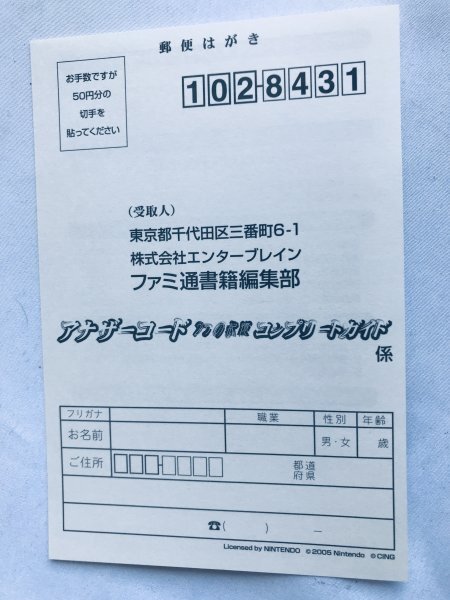 郵便はがき
お手数ですが
50円分の
切手を
貼ってください
102-8431
(受取人)
東京都千代田区三番町6-1
株式会社エンターブレイン
ファミ通書籍編集部
アナザーコード 2つの記憶 コンプリートガイド
係
フリガナ 職業 性別 年齢
お名前 男・女 歳
ご住所 都道
府県
☎( ) –
Licensed by NINTENDO © 2005 Nintendo © CING